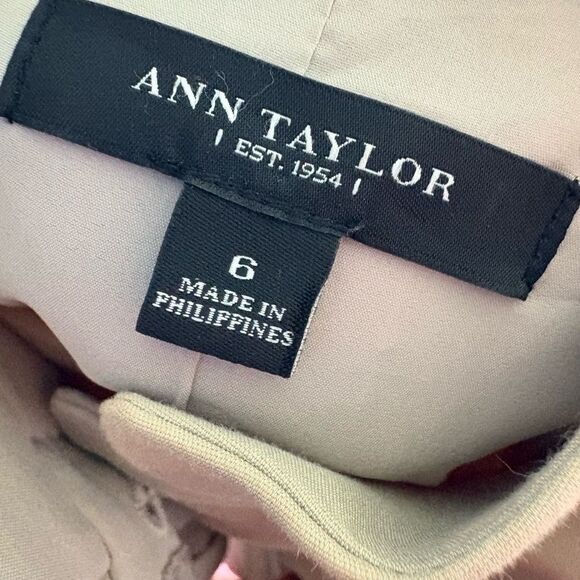 ANN TAYLOR
EST. 1954
6
MADE IN
PHILIPPINES